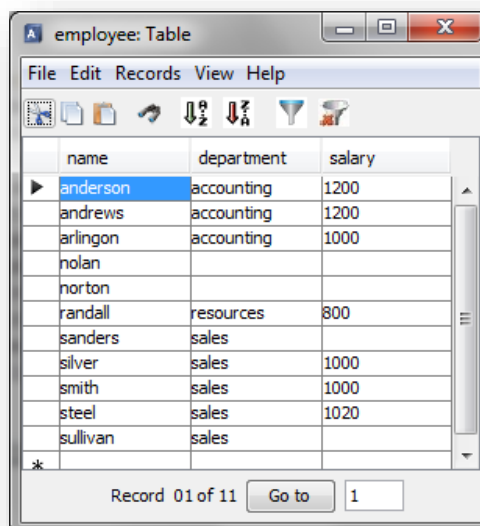 A employee: Table
File Edit Records View Help
name department salary
anderson accounting 1200
andrews accounting 1200
arlingon accounting 1000
nolan
norton
randall resources 800
sanders sales
silver sales 1000
smith sales 1000
steel sales 1020
sullivan sales
*
Record 01 of 11 Go to 1